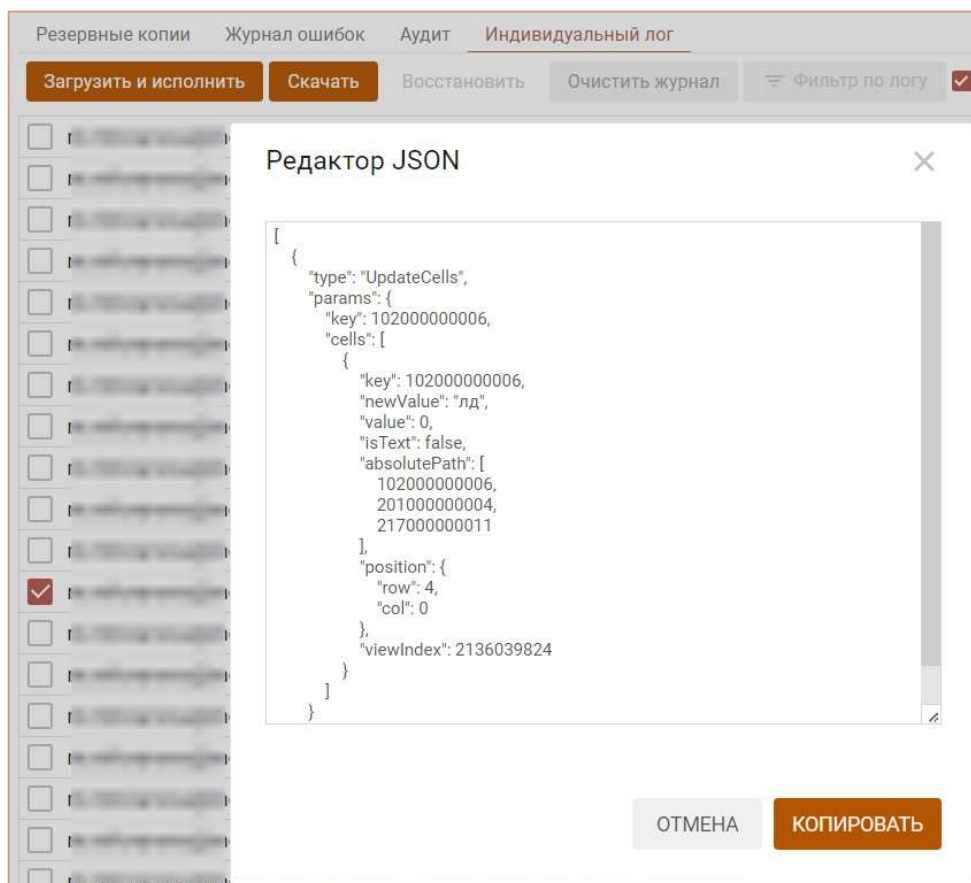 Резервные копии Журнал ошибок Аудит Индивидуальный лог
Загрузить и исполнить Скачать Восстановить Очистить журнал Фильтр по логу
Редактор JSON
[
{
"type": "UpdateCells",
"params": {
"key": 102000000006,
"cells": [
{
"key": 102000000006,
"newValue": "лд",
"value": 0,
"isText": false,
"absolutePath": [
102000000006,
201000000004,
217000000011
],
"position": {
"row": 4,
"col": 0
},
"viewIndex": 2136039824
}
]
}
ОТМЕНА КОПИРОВАТЬ